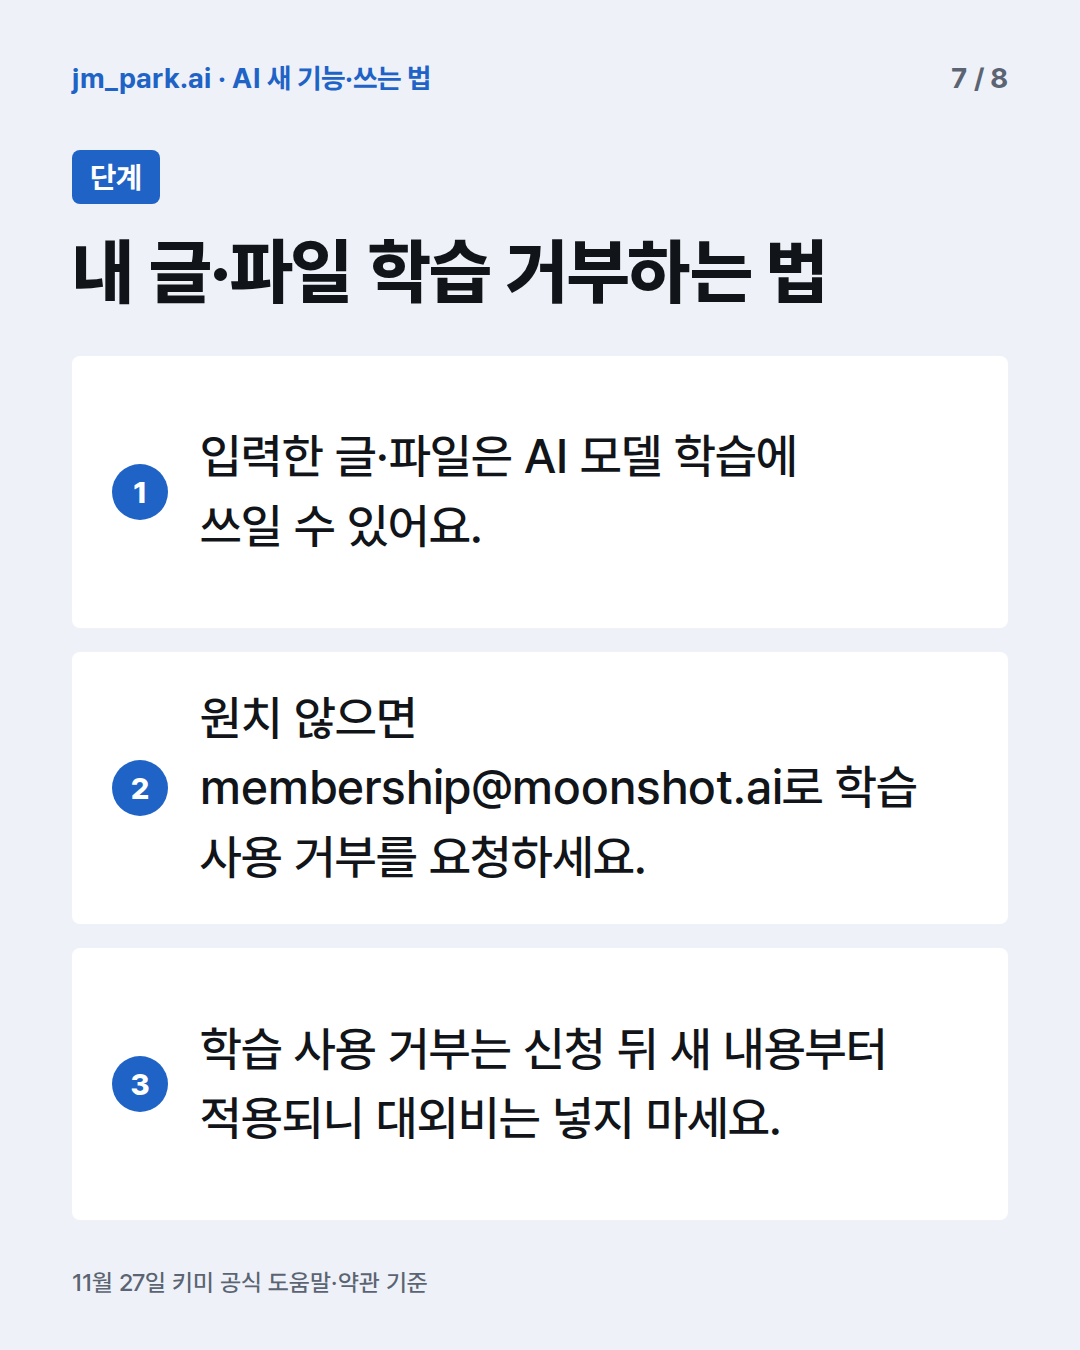 jm_park.ai · AI 새 기능·쓰는 법
7 / 8
단계
내 글·파일 학습 거부하는 법
1
입력한 글·파일은 AI 모델 학습에
쓰일 수 있어요.
2
원치 않으면
membership@moonshot.ai로 학습
사용 거부를 요청하세요.
3
학습 사용 거부는 신청 뒤 새 내용부터
적용되니 대외비는 넣지 마세요.
11월 27일 키미 공식 도움말·약관 기준